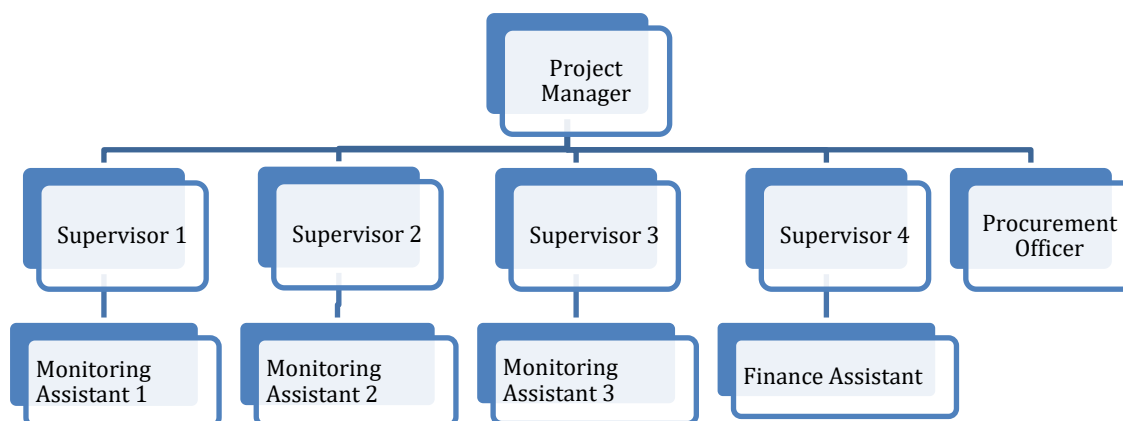 Project
Manager
Supervisor 1
Supervisor 2
Supervisor 3
Supervisor 4
Procurement
Officer
Monitoring
Assistant 1
Monitoring
Assistant 2
Monitoring
Assistant 3
Finance Assistant